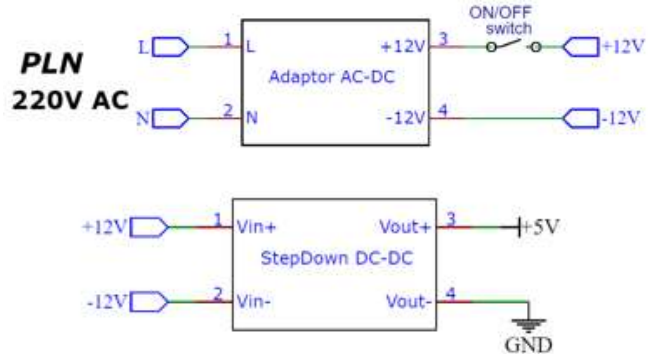 ON/OFF
switch
L 1 L +12V 3 +12V
PLN
Adaptor AC-DC
220V AC
N 2 N -12V 4 -12V
+12V 1 Vin+ Vout+ 3 +5V
StepDown DC-DC
-12V 2 Vin- Vout- 4
GND